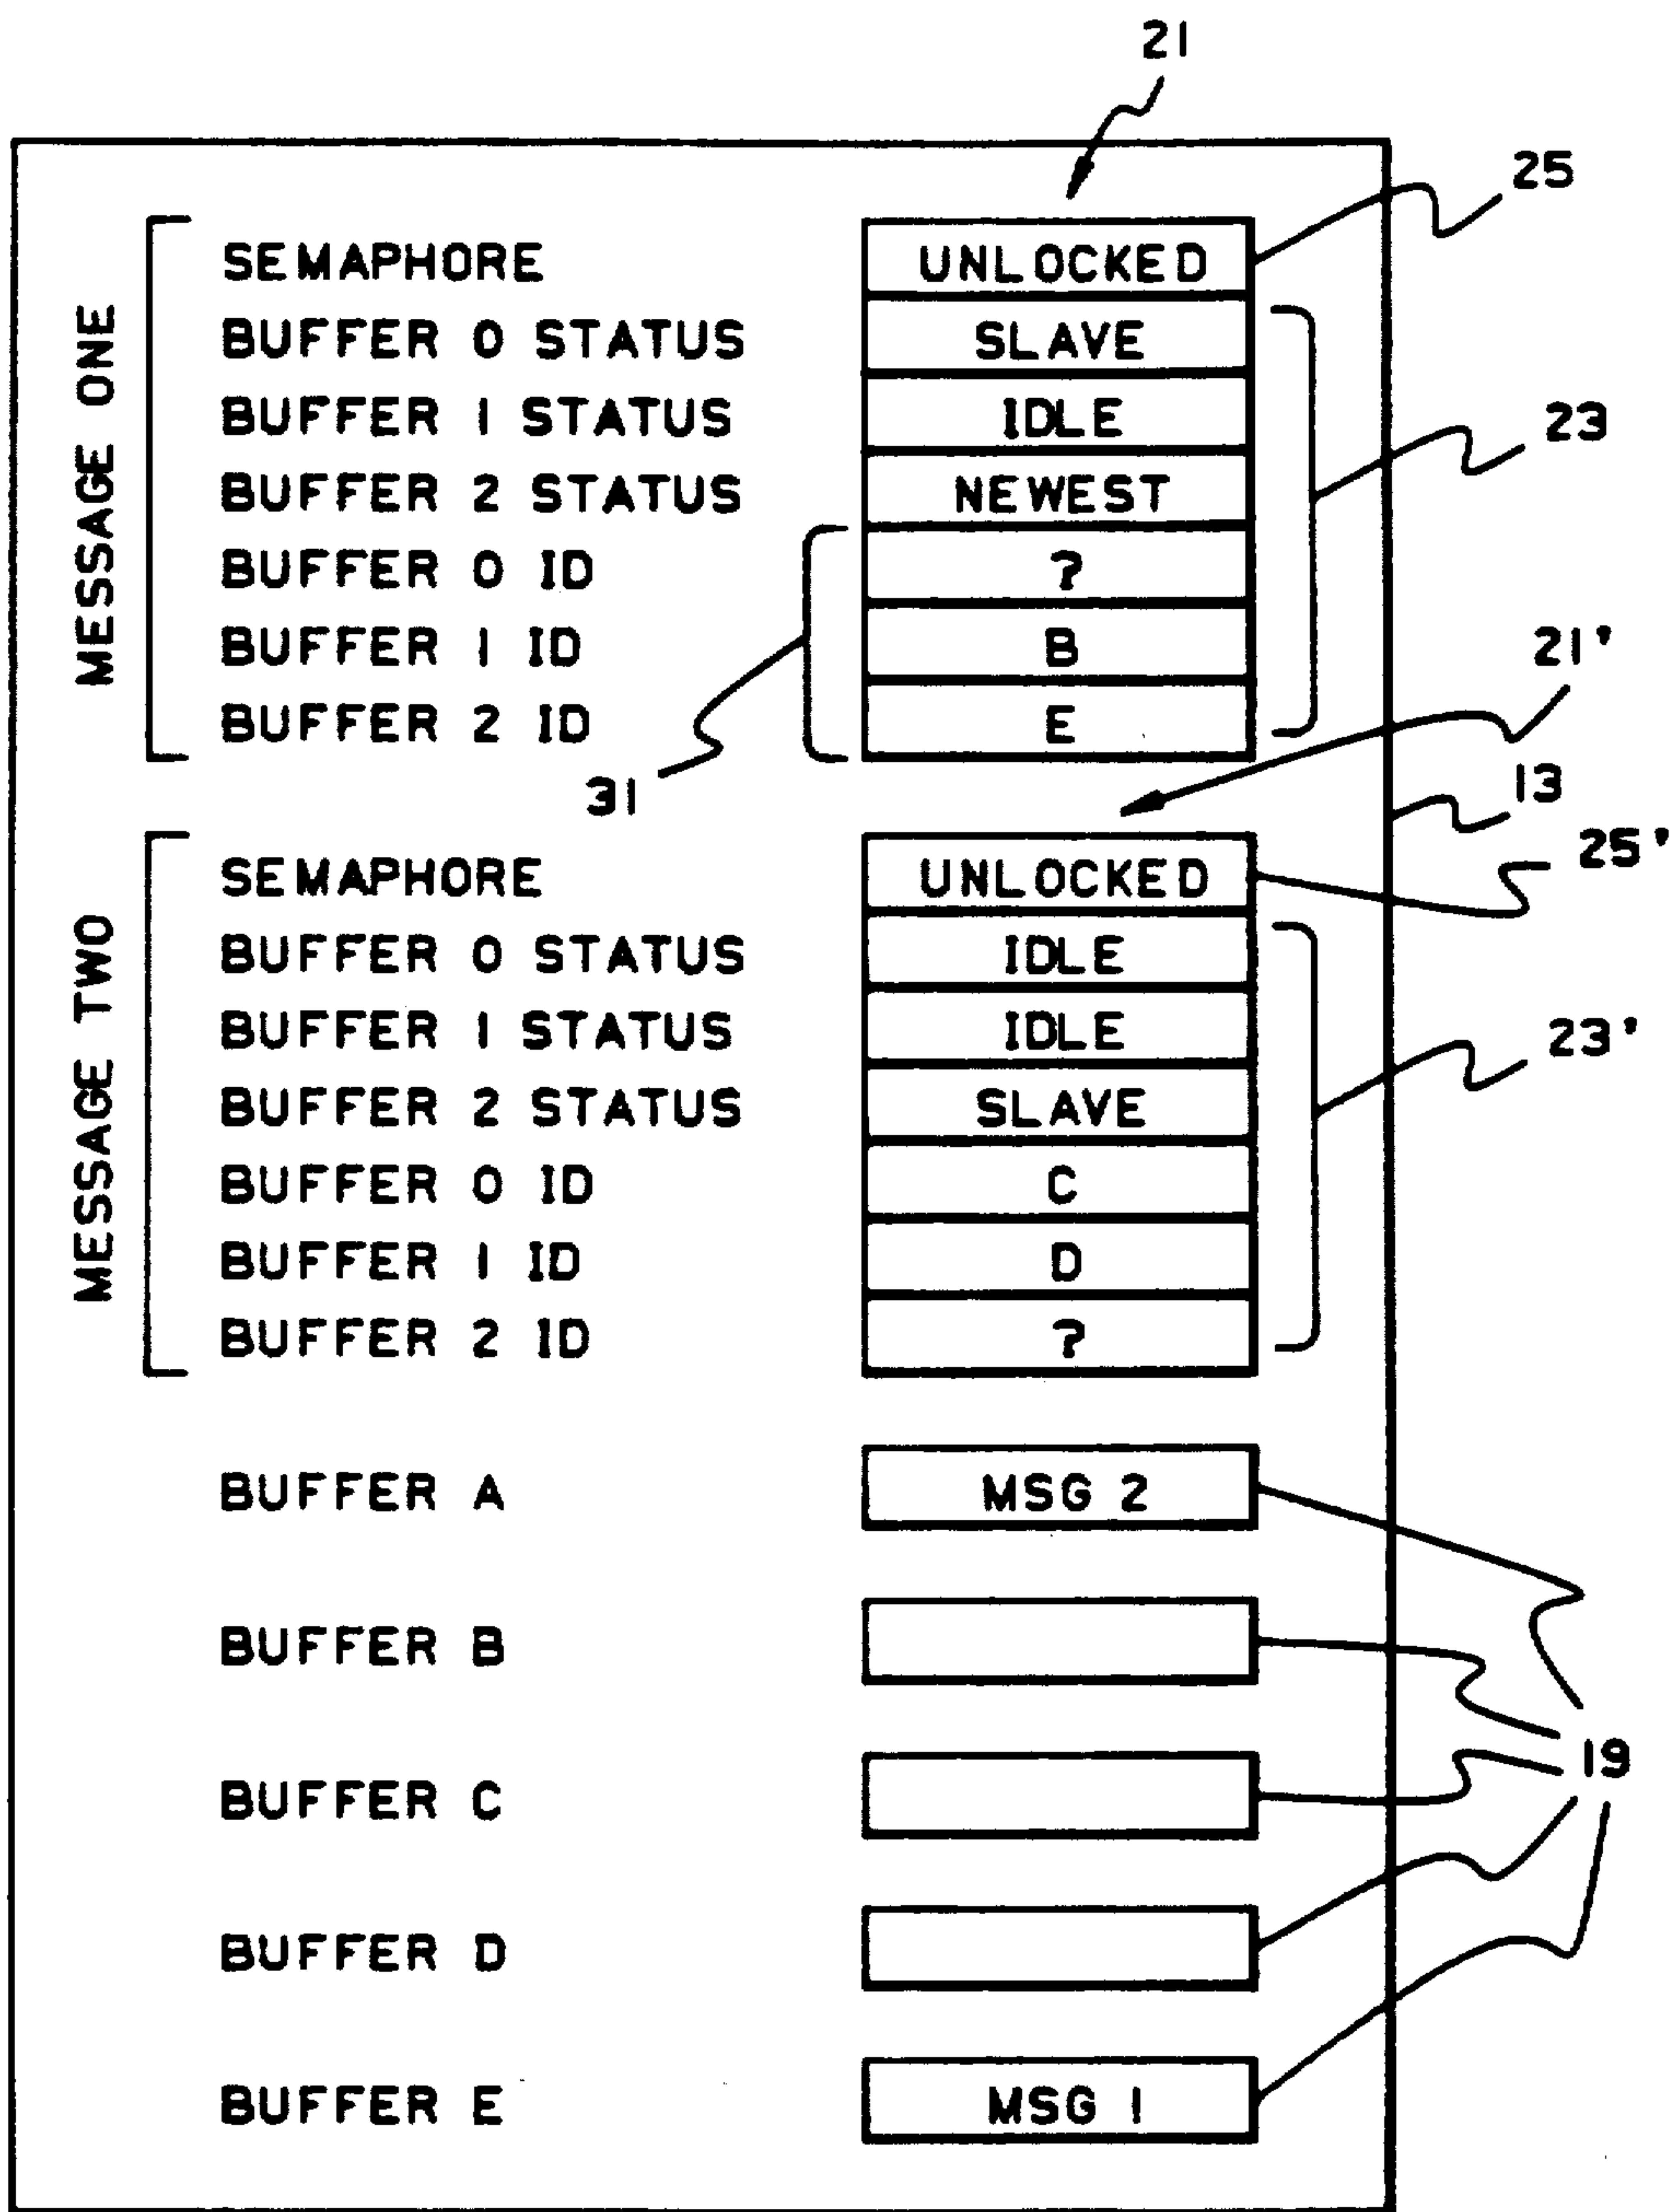 21
25
MESSAGE ONE
SEMAPHORE UNLOCKED
BUFFER 0 STATUS SLAVE
BUFFER 1 STATUS IDLE
23
BUFFER 2 STATUS NEWEST
BUFFER 0 ID ?
BUFFER 1 ID B
21'
BUFFER 2 ID E
31
13
MESSAGE TWO
SEMAPHORE UNLOCKED
25'
BUFFER 0 STATUS IDLE
BUFFER 1 STATUS IDLE
23'
BUFFER 2 STATUS SLAVE
BUFFER 0 ID C
BUFFER 1 ID D
BUFFER 2 ID ?
BUFFER A MSG 2
BUFFER B
19
BUFFER C
BUFFER D
BUFFER E MSG 1